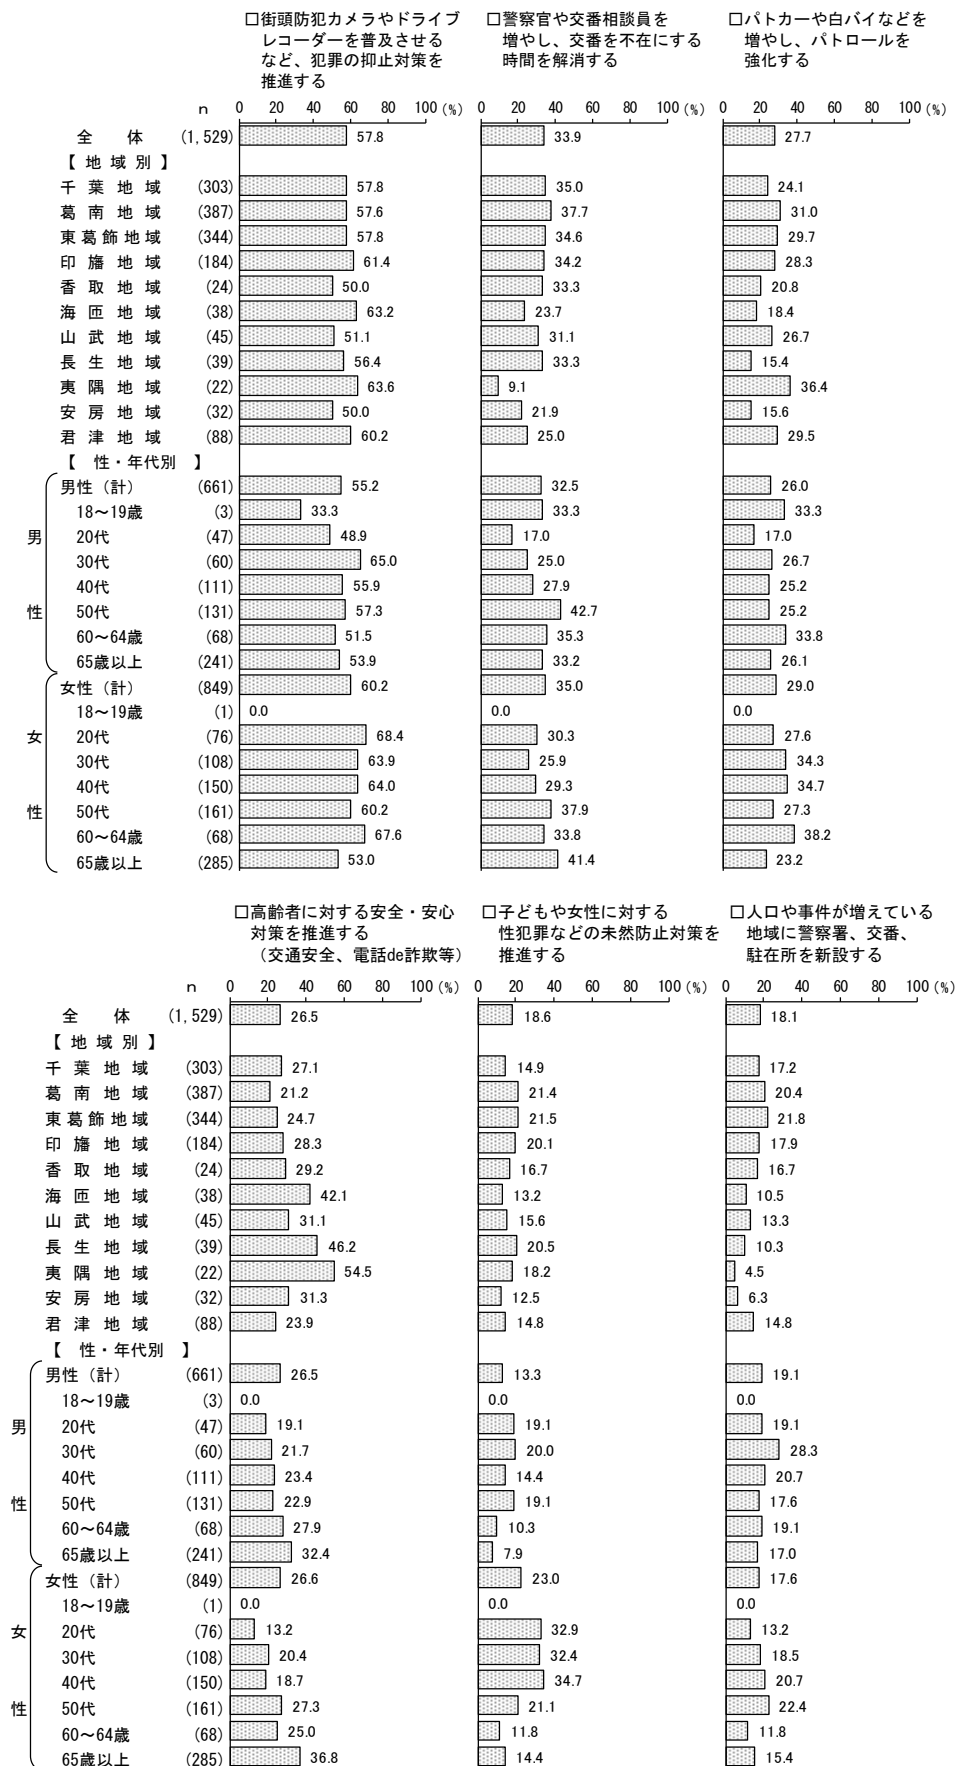 □街頭防犯カメラやドライブ
レコーダーを普及させる
など、犯罪の抑止対策を
推進する
□警察官や交番相談員を
増やし、交番を不在にする
時間を解消する
□パトカーや白バイなどを
増やし、パトロールを
強化する
n 0 20 40 60 80 100 (%) 0 20 40 60 80 100 (%) 0 20 40 60 80 100 (%)
全体 (1,529) 57.8 33.9 27.7
【地域別】
千葉地域 (303) 57.8 35.0 24.1
葛南地域 (387) 57.6 37.7 31.0
東葛飾地域 (344) 57.8 34.6 29.7
印旛地域 (184) 61.4 34.2 28.3
香取地域 (24) 50.0 33.3 20.8
海匝地域 (38) 63.2 23.7 18.4
山武地域 (45) 51.1 31.1 26.7
長生地域 (39) 56.4 33.3 15.4
夷隅地域 (22) 63.6 9.1 36.4
安房地域 (32) 50.0 21.9 15.6
君津地域 (88) 60.2 25.0 29.5
【性・年代別】
男性（計） (661) 55.2 32.5 26.0
18～19歳 (3) 33.3 33.3 33.3
男 20代 (47) 48.9 17.0 17.0
30代 (60) 65.0 25.0 26.7
40代 (111) 55.9 27.9 25.2
性 50代 (131) 57.3 42.7 25.2
60～64歳 (68) 51.5 35.3 33.8
65歳以上 (241) 53.9 33.2 26.1
女性（計） (849) 60.2 35.0 29.0
18～19歳 (1) 0.0 0.0 0.0
女 20代 (76) 68.4 30.3 27.6
30代 (108) 63.9 25.9 34.3
40代 (150) 64.0 29.3 34.7
性 50代 (161) 60.2 37.9 27.3
60～64歳 (68) 67.6 33.8 38.2
65歳以上 (285) 53.0 41.4 23.2
□高齢者に対する安全・安心
対策を推進する
（交通安全、電話de詐欺等）
□子どもや女性に対する
性犯罪などの未然防止対策を
推進する
□人口や事件が増えている
地域に警察署、交番、
駐在所を新設する
n 0 20 40 60 80 100 (%) 0 20 40 60 80 100 (%) 0 20 40 60 80 100 (%)
全体 (1,529) 26.5 18.6 18.1
【地域別】
千葉地域 (303) 27.1 14.9 17.2
葛南地域 (387) 21.2 21.4 20.4
東葛飾地域 (344) 24.7 21.5 21.8
印旛地域 (184) 28.3 20.1 17.9
香取地域 (24) 29.2 16.7 16.7
海匝地域 (38) 42.1 13.2 10.5
山武地域 (45) 31.1 15.6 13.3
長生地域 (39) 46.2 20.5 10.3
夷隅地域 (22) 54.5 18.2 4.5
安房地域 (32) 31.3 12.5 6.3
君津地域 (88) 23.9 14.8 14.8
【性・年代別】
男性（計） (661) 26.5 13.3 19.1
18～19歳 (3) 0.0 0.0 0.0
男 20代 (47) 19.1 19.1 19.1
30代 (60) 21.7 20.0 28.3
40代 (111) 23.4 14.4 20.7
性 50代 (131) 22.9 19.1 17.6
60～64歳 (68) 27.9 10.3 19.1
65歳以上 (241) 32.4 7.9 17.0
女性（計） (849) 26.6 23.0 17.6
18～19歳 (1) 0.0 0.0 0.0
女 20代 (76) 13.2 32.9 13.2
30代 (108) 20.4 32.4 18.5
40代 (150) 18.7 34.7 20.7
性 50代 (161) 27.3 21.1 22.4
60～64歳 (68) 25.0 11.8 11.8
65歳以上 (285) 36.8 14.4 15.4